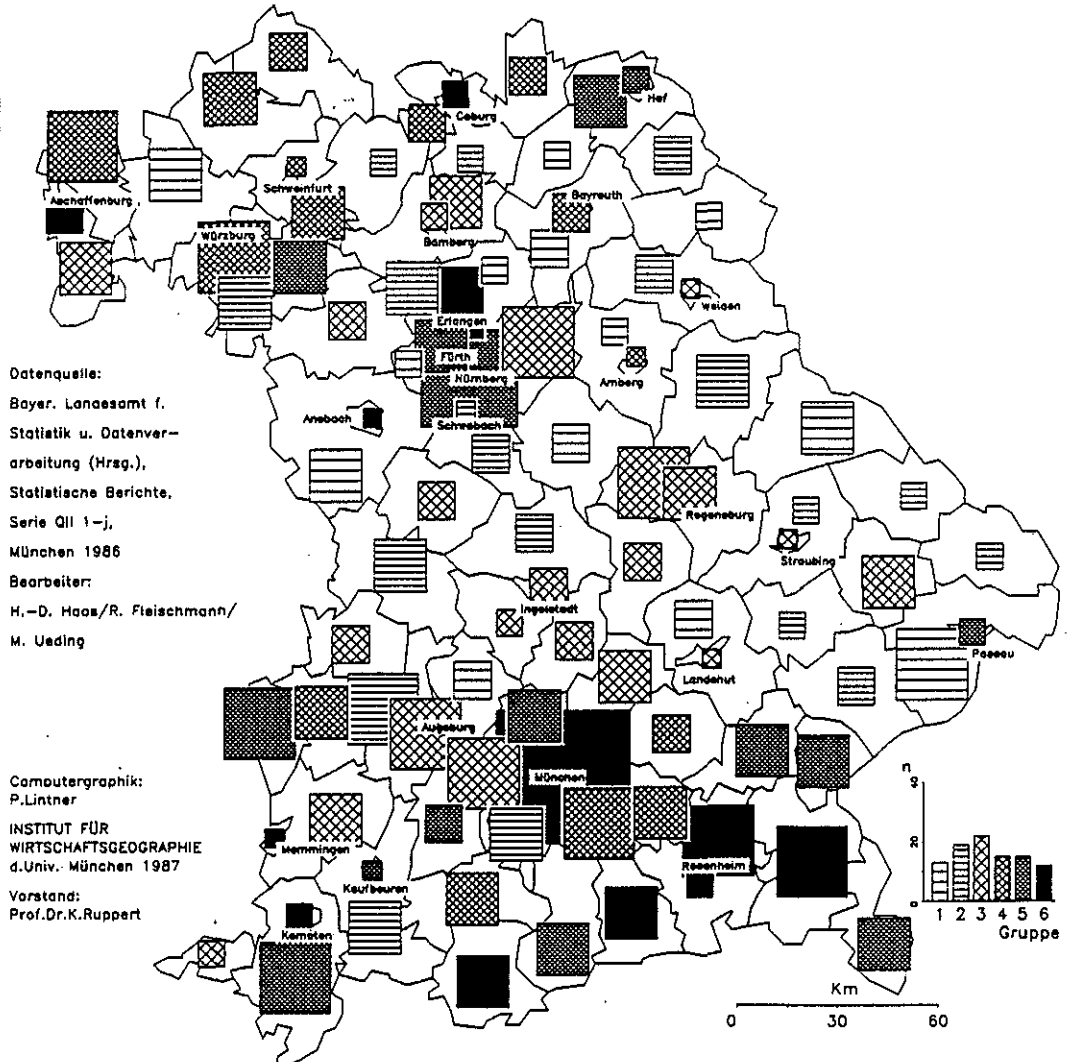 Hof
Coburg
Aschaffenburg
Schweinfurt
Bayreuth
Würzburg
Bamberg
Weiden
Erlangen
Fürth
Amberg
Nürnberg
Ansbach
Schwabach
Regensburg
Straubing
Ingolstadt
Passau
Landshut
Augsburg
München
Memmingen
Rosenheim
Kaufbeuren
Kempten
Datenquelle:
Bayer. Landesamt f.
Statistik u. Datenver-
arbeitung (Hrsg.),
Statistische Berichte,
Serie QII 1-j,
München 1986
Bearbeiter:
H.-D. Haas/R. Fleischmann/
M. Ueding
Computergraphik:
P.Lintner
INSTITUT FÜR
WIRTSCHAFTSGEOGRAPHIE
d.Univ. München 1987
Vorstand:
Prof.Dr.K.Ruppert
n
40
20
0
1 2 3 4 5 6
Gruppe
Km
0 30 60